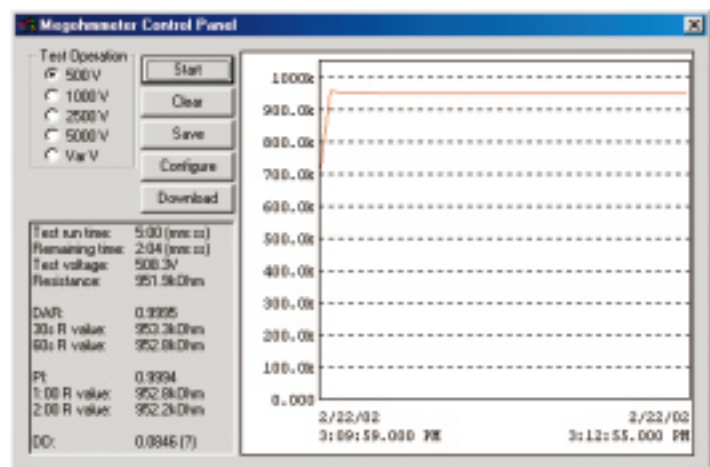 Megohmmeter Control Panel
Test Operation
500 V
1000 V
2500 V
5000 V
Var V
Start
Clear
Save
Configure
Download
Test run time: 5:00 (mm:ss)
Remaining time: 2:04 (mm:ss)
Test voltage: 508.3V
Resistance: 951.9kOhm
DAR: 0.9995
30s R value: 953.3kOhm
60s R value: 952.8kOhm
PI: 0.9994
1:00 R value: 952.8kOhm
2:00 R value: 952.2kOhm
DD: 0.0846 (?)
1000k
900.0k
800.0k
700.0k
600.0k
500.0k
400.0k
300.0k
200.0k
100.0k
0.000
2/22/02
3:09:59.000 PM
2/22/02
3:12:55.000 PM